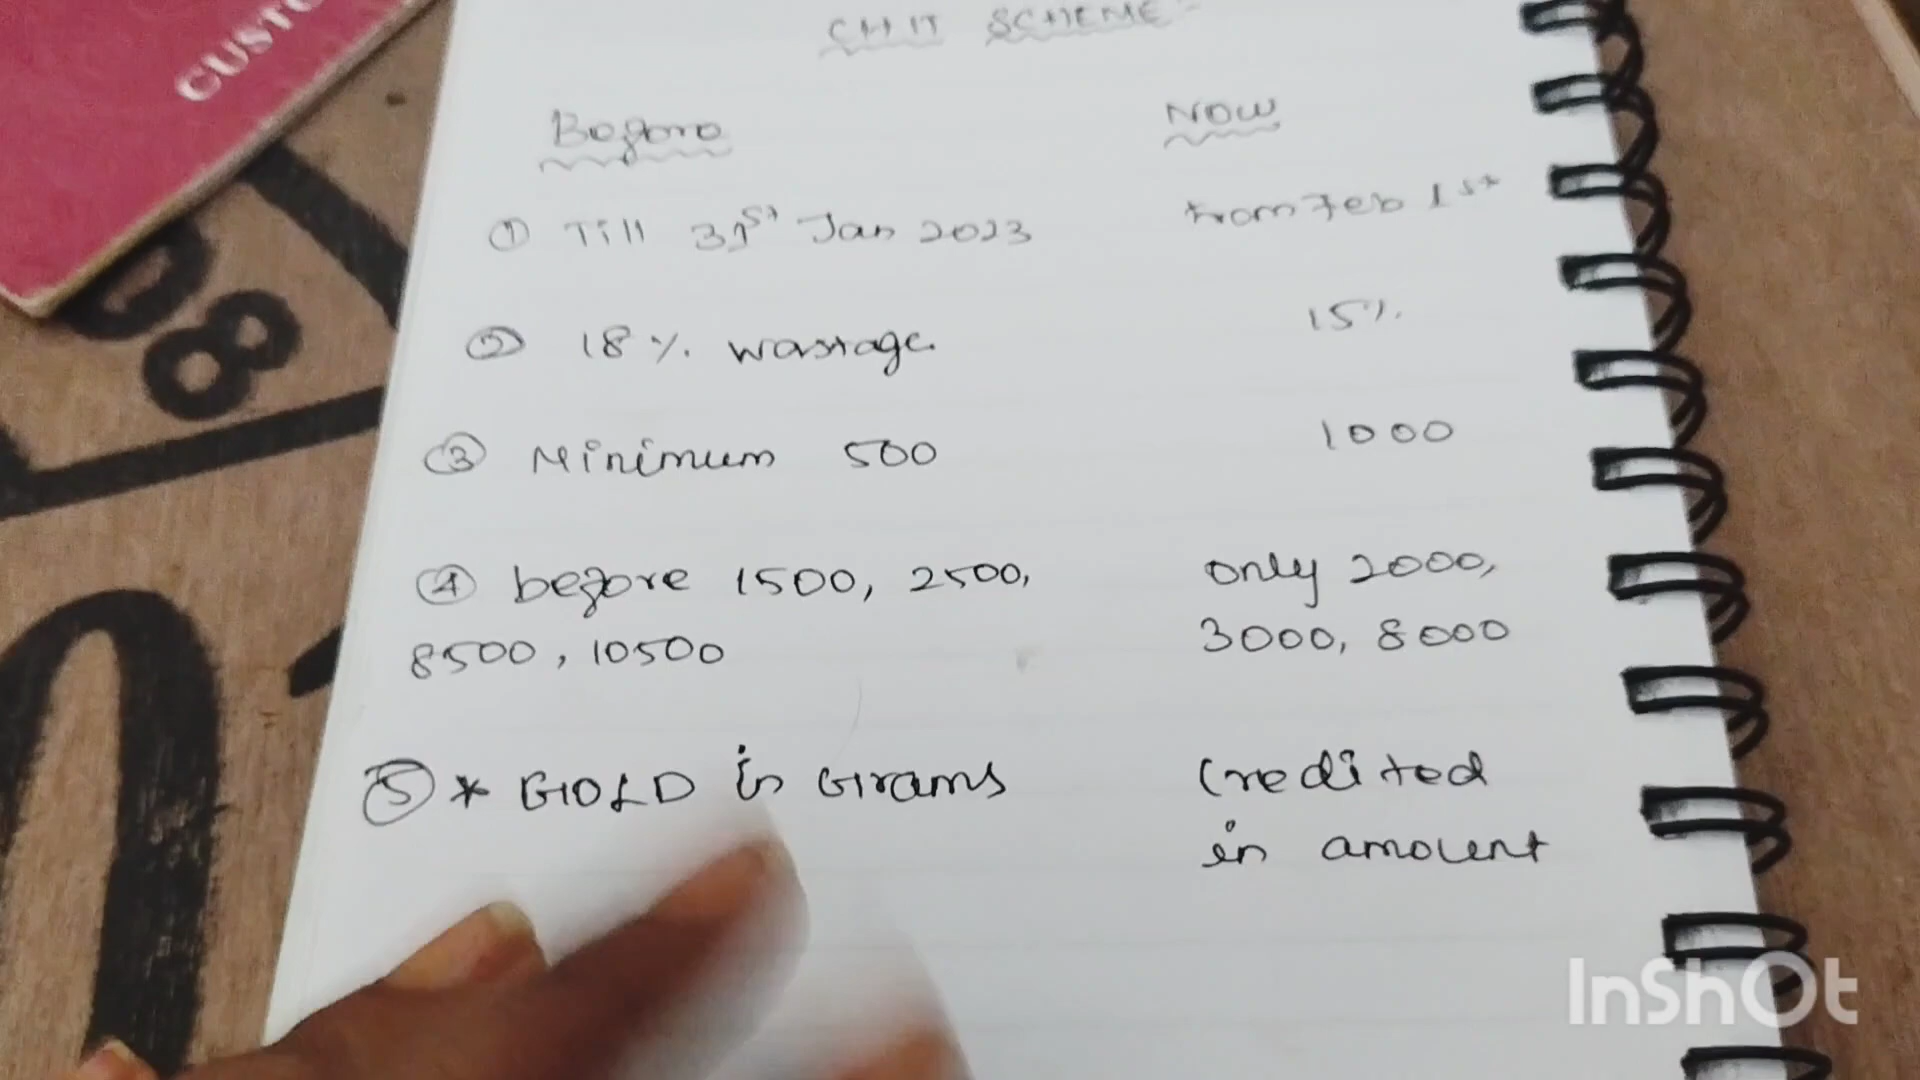 CUSTO
08
CHIT SCHEME
Before Now
① Till 31st Jan 2023 from Feb 1st
② 18 %. wastage 15%.
③ Minimum 500 1000
④ before 1500, 2500, only 2000,
8500, 10500 3000, 8000
⑤ * GOLD in Grams Credited
in amount
InShOt